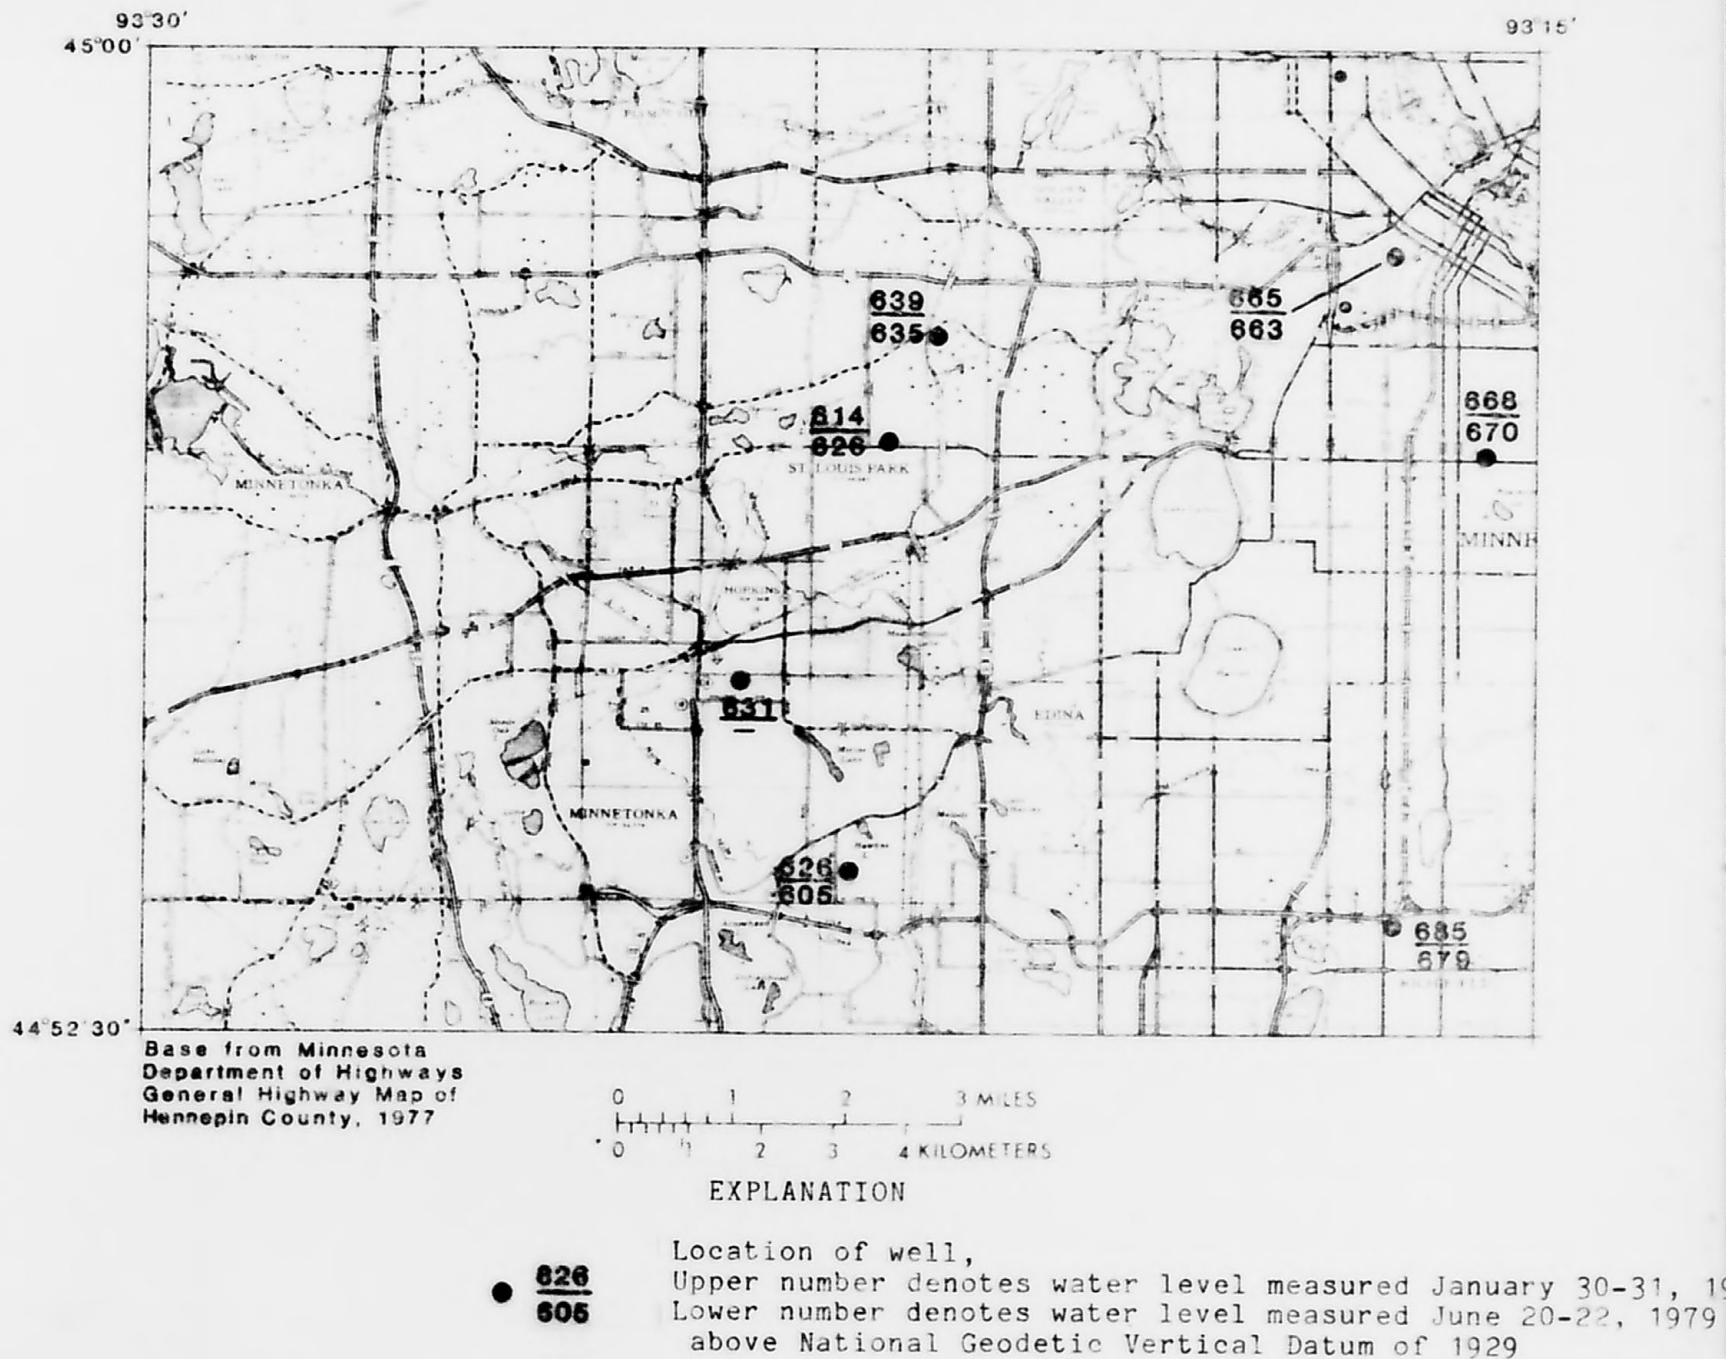 93°30'
93°15'
45°00'
639
635
665
663
614
626
ST. LOUIS PARK
668
670
MINNETONKA
MINNE
HOPKINS
631
—
EDINA
MINNETONKA
626
605
685
679
44°52'30"
Base from Minnesota
Department of Highways
General Highway Map of
Hennepin County, 1977
0 1 2 3 MILES
0 1 2 3 4 KILOMETERS
EXPLANATION
626
605
Location of well,
Upper number denotes water level measured January 30-31, 19
Lower number denotes water level measured June 20-22, 1979
above National Geodetic Vertical Datum of 1929